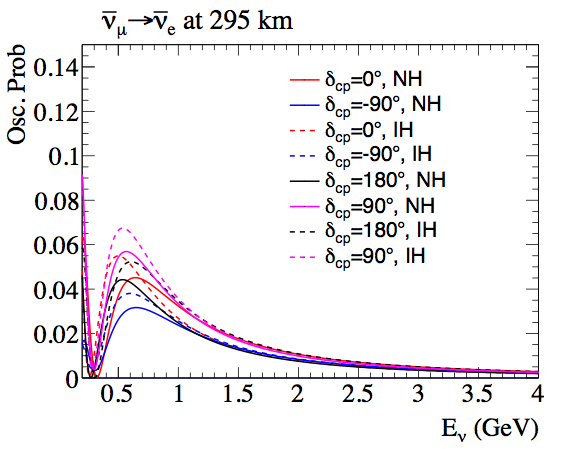 ν̅μ→ν̅e at 295 km
Osc. Prob
0.14
0.12
0.1
0.08
0.06
0.04
0.02
0
δcp=0°, NH
δcp=-90°, NH
δcp=0°, IH
δcp=-90°, IH
δcp=180°, NH
δcp=90°, NH
δcp=180°, IH
δcp=90°, IH
0.5 1 1.5 2 2.5 3 3.5 4
Eν (GeV)